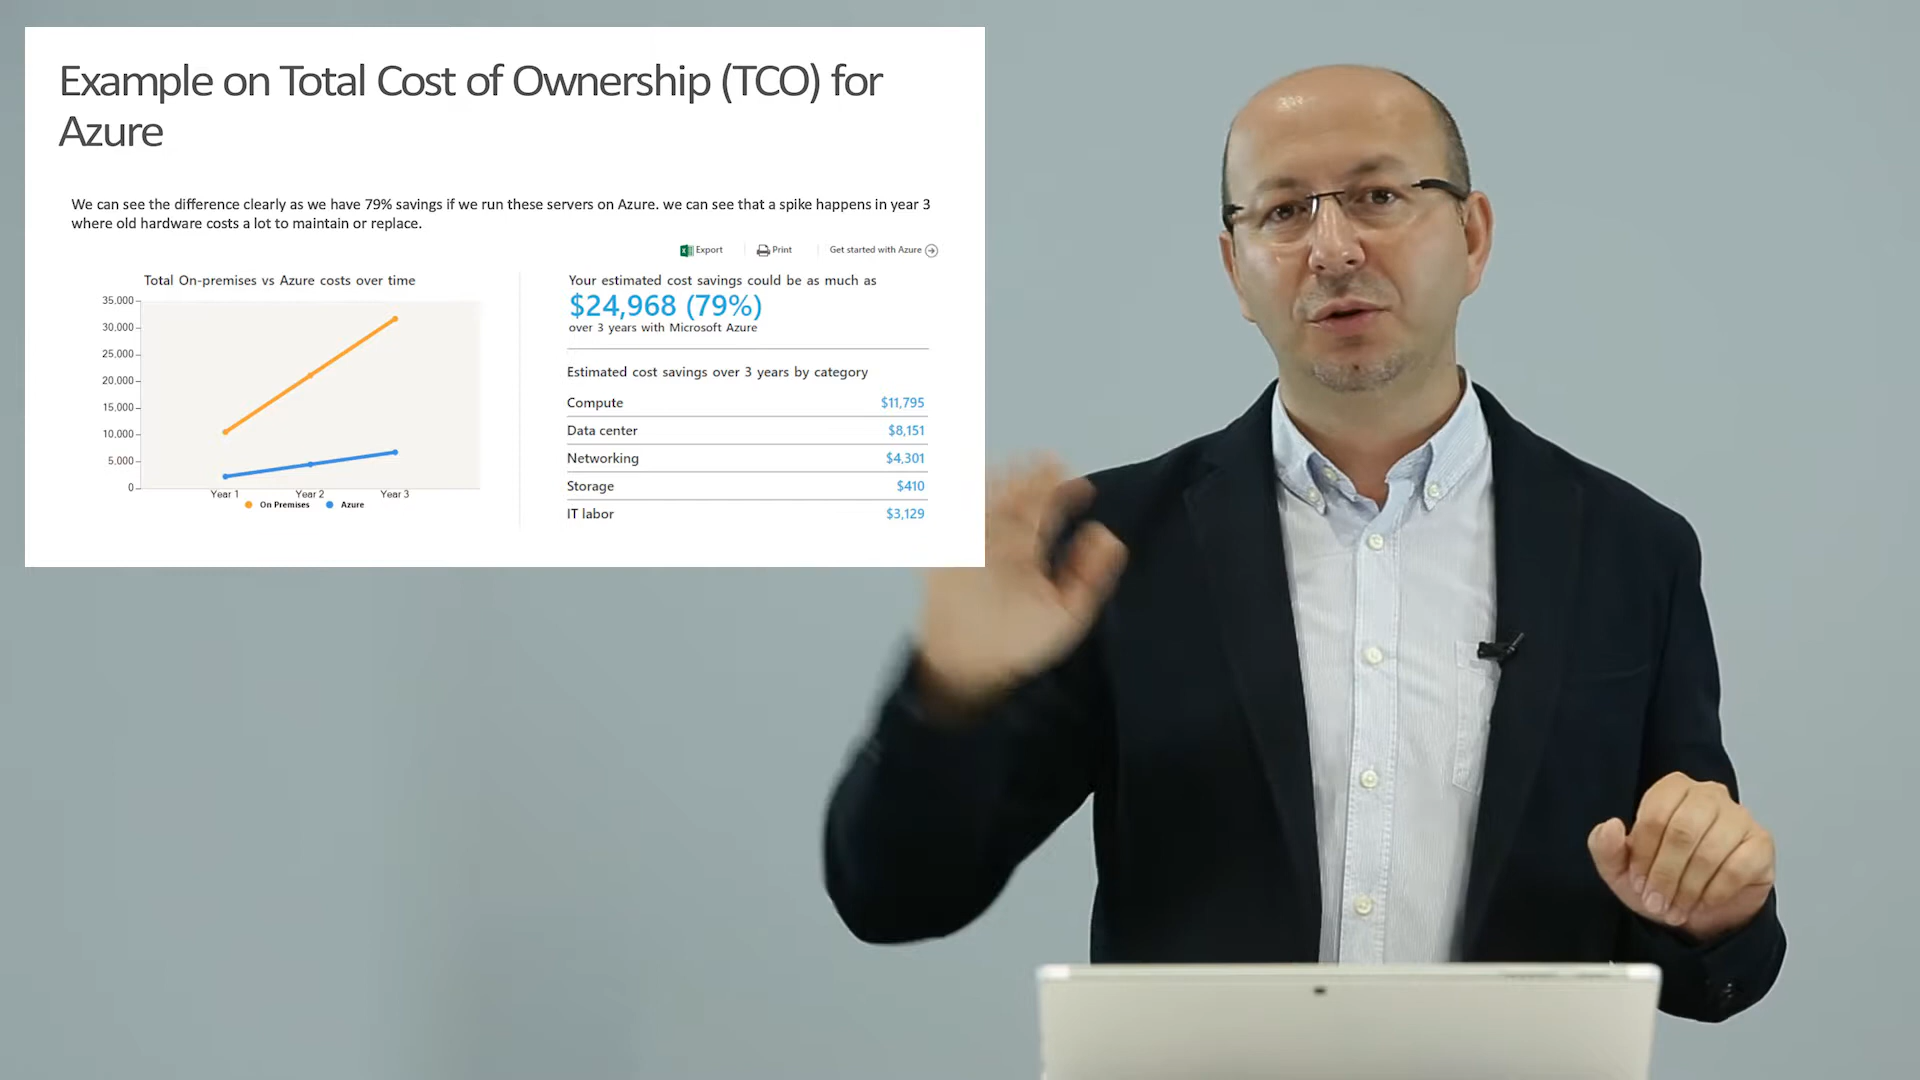 Example on Total Cost of Ownership (TCO) for
Azure
We can see the difference clearly as we have 79% savings if we run these servers on Azure. we can see that a spike happens in year 3
where old hardware costs a lot to maintain or replace.
Export
Print
Get started with Azure
Total On-premises vs Azure costs over time
35,000
30,000
25,000
20,000
15,000
10,000
5,000
0
Year 1 Year 2 Year 3
On Premises Azure
Your estimated cost savings could be as much as
$24,968 (79%)
over 3 years with Microsoft Azure
Estimated cost savings over 3 years by category
Compute $11,795
Data center $8,151
Networking $4,301
Storage $410
IT labor $3,129